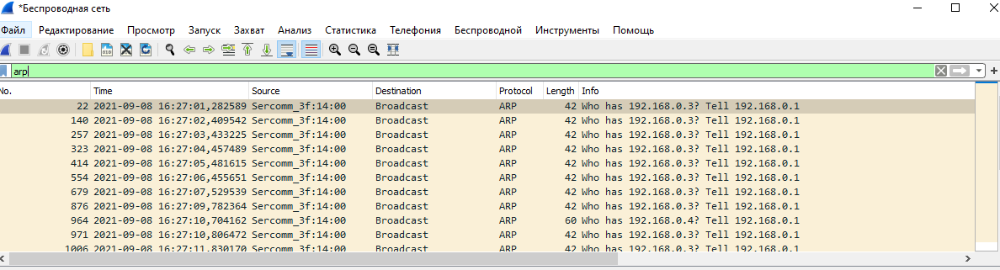 *Беспроводная сеть
Файл Редактирование Просмотр Запуск Захват Анализ Статистика Телефония Беспроводной Инструменты Помощь
arp
No. Time Source Destination Protocol Length Info
22 2021-09-08 16:27:01,282589 Sercomm_3f:14:00 Broadcast ARP 42 Who has 192.168.0.3? Tell 192.168.0.1
140 2021-09-08 16:27:02,409542 Sercomm_3f:14:00 Broadcast ARP 42 Who has 192.168.0.3? Tell 192.168.0.1
257 2021-09-08 16:27:03,433225 Sercomm_3f:14:00 Broadcast ARP 42 Who has 192.168.0.3? Tell 192.168.0.1
323 2021-09-08 16:27:04,457489 Sercomm_3f:14:00 Broadcast ARP 42 Who has 192.168.0.3? Tell 192.168.0.1
414 2021-09-08 16:27:05,481615 Sercomm_3f:14:00 Broadcast ARP 42 Who has 192.168.0.3? Tell 192.168.0.1
554 2021-09-08 16:27:06,455651 Sercomm_3f:14:00 Broadcast ARP 42 Who has 192.168.0.3? Tell 192.168.0.1
679 2021-09-08 16:27:07,529539 Sercomm_3f:14:00 Broadcast ARP 42 Who has 192.168.0.3? Tell 192.168.0.1
876 2021-09-08 16:27:09,782364 Sercomm_3f:14:00 Broadcast ARP 42 Who has 192.168.0.3? Tell 192.168.0.1
964 2021-09-08 16:27:10,704162 Sercomm_3f:14:00 Broadcast ARP 60 Who has 192.168.0.4? Tell 192.168.0.1
971 2021-09-08 16:27:10,806472 Sercomm_3f:14:00 Broadcast ARP 42 Who has 192.168.0.3? Tell 192.168.0.1
1006 2021-09-08 16:27:11,830170 Sercomm_3f:14:00 Broadcast ARP 42 Who has 192.168.0.3? Tell 192.168.0.1